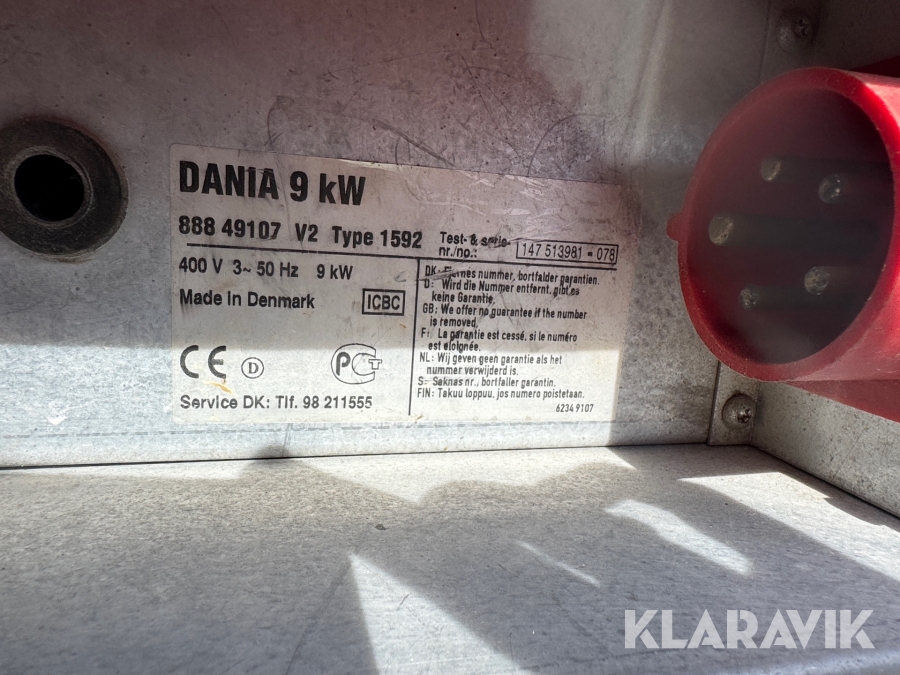 DANIA 9 kW
888 49107 V2 Type 1592
Test- & serie-
nr./no.: 147 513981 - 078
400 V 3~ 50 Hz 9 kW
Made In Denmark
ICBC
CE D PCT
Service DK: Tlf. 98 211555
DK: Fjernes nummer, bortfalder garantien.
D: Wird die Nummer entfernt, gibt es
keine Garantie.
GB: We offer no guarantee if the number
is removed.
F: La garantie est cessé, si le numéro
est éloignée.
NL: Wij geven geen garantie als het
nummer verwijderd is.
S: Saknas nr., bortfaller garantin.
FIN: Takuu loppuu, jos numero poistetaan.
6234 9107
KLARAVIK